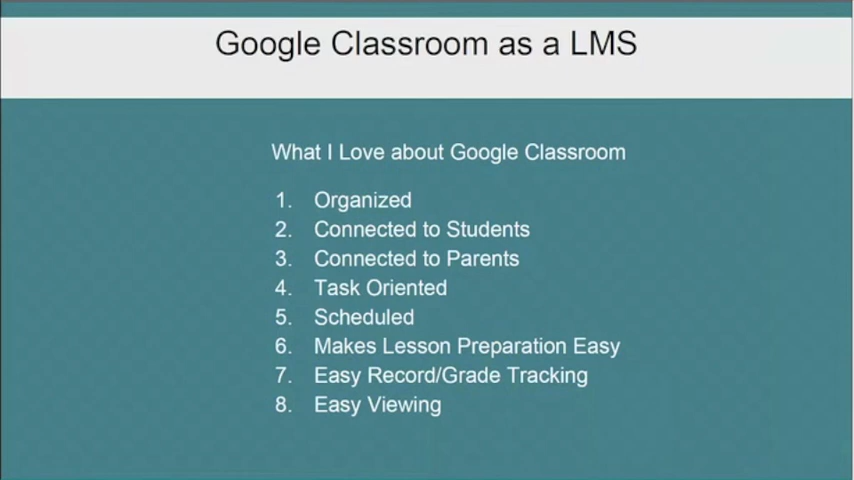 Google Classroom as a LMS
What I Love about Google Classroom
1. Organized
2. Connected to Students
3. Connected to Parents
4. Task Oriented
5. Scheduled
6. Makes Lesson Preparation Easy
7. Easy Record/Grade Tracking
8. Easy Viewing